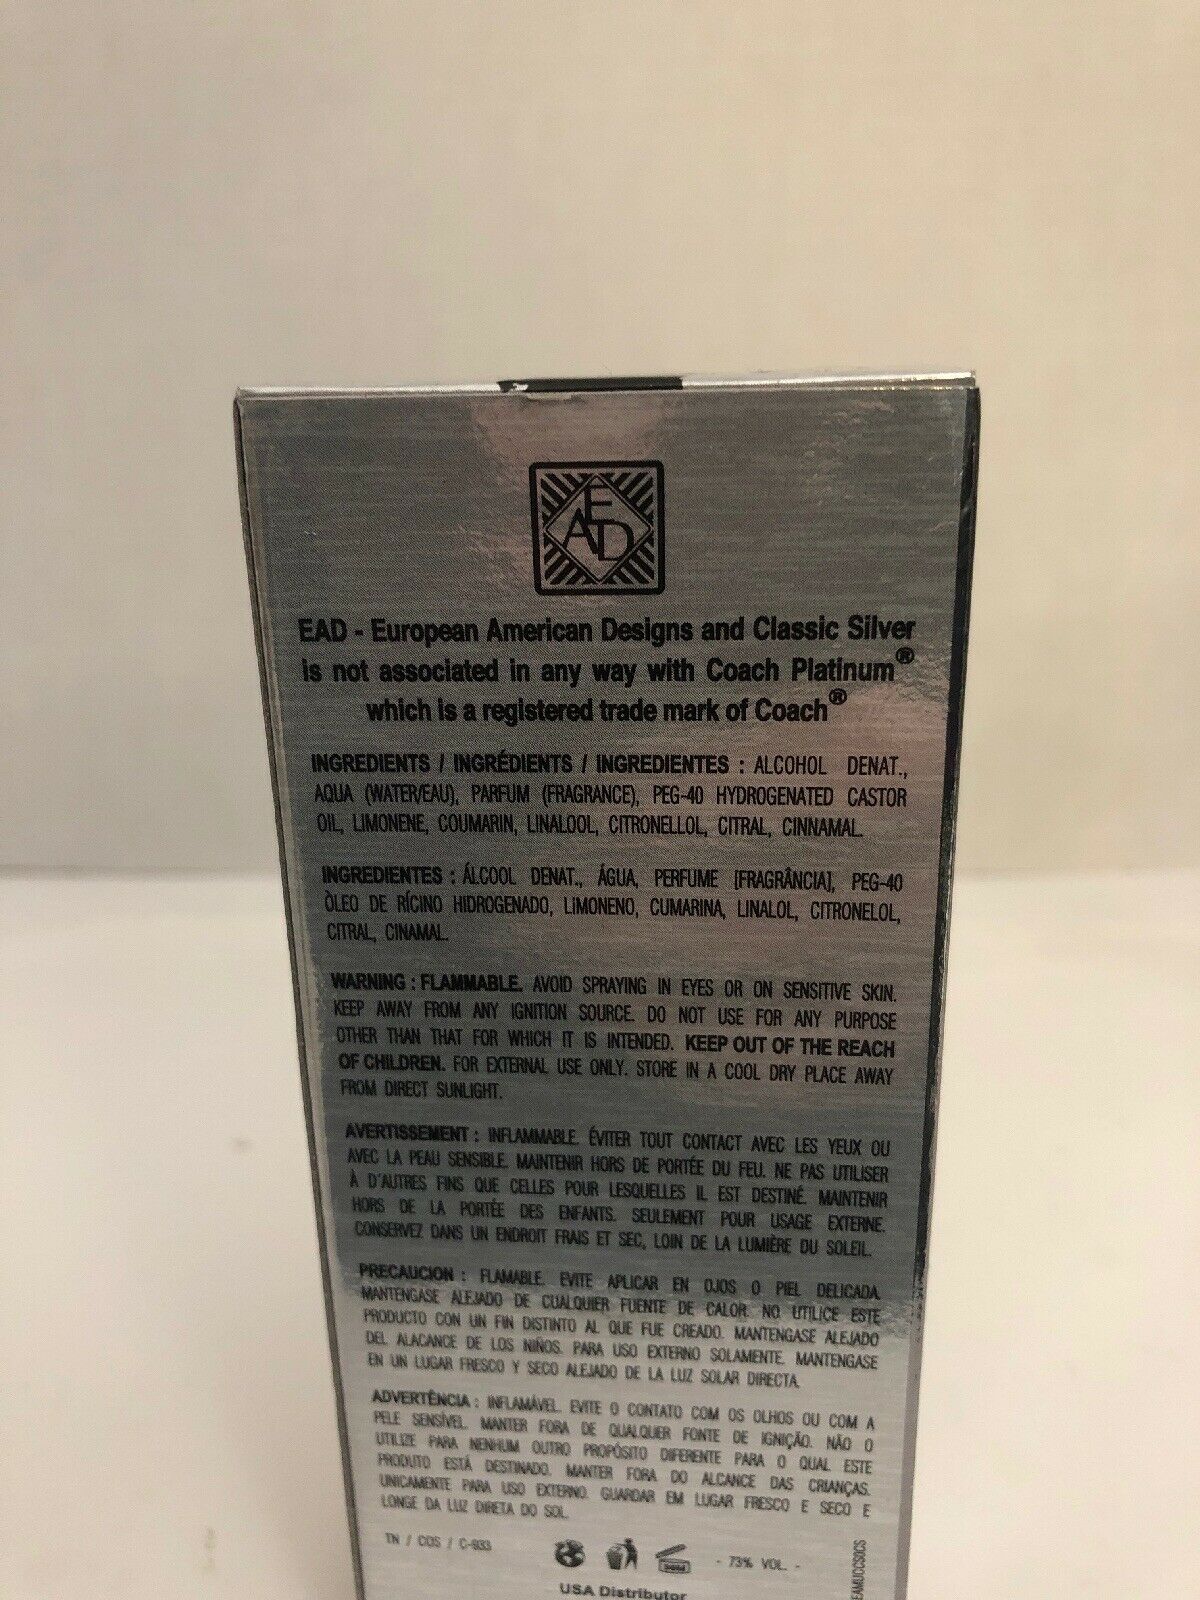 EAD
EAD - European American Designs and Classic Silver
is not associated in any way with Coach Platinum®
which is a registered trade mark of Coach®
INGREDIENTS / INGRÉDIENTS / INGREDIENTES : ALCOHOL DENAT.,
AQUA (WATER/EAU), PARFUM (FRAGRANCE), PEG-40 HYDROGENATED CASTOR
OIL, LIMONENE, COUMARIN, LINALOOL, CITRONELLOL, CITRAL, CINNAMAL.
INGREDIENTES : ÁLCOOL DENAT., ÁGUA, PERFUME [FRAGRÂNCIA], PEG-40
ÒLEO DE RÍCINO HIDROGENADO, LIMONENO, CUMARINA, LINALOL, CITRONELOL,
CITRAL, CINAMAL.
WARNING : FLAMMABLE. AVOID SPRAYING IN EYES OR ON SENSITIVE SKIN.
KEEP AWAY FROM ANY IGNITION SOURCE. DO NOT USE FOR ANY PURPOSE
OTHER THAN THAT FOR WHICH IT IS INTENDED. KEEP OUT OF THE REACH
OF CHILDREN. FOR EXTERNAL USE ONLY. STORE IN A COOL DRY PLACE AWAY
FROM DIRECT SUNLIGHT.
AVERTISSEMENT : INFLAMMABLE. ÉVITER TOUT CONTACT AVEC LES YEUX OU
AVEC LA PEAU SENSIBLE. MAINTENIR HORS DE PORTÉE DU FEU. NE PAS UTILISER
À D'AUTRES FINS QUE CELLES POUR LESQUELLES IL EST DESTINÉ. MAINTENIR
HORS DE LA PORTÉE DES ENFANTS. SEULEMENT POUR USAGE EXTERNE.
CONSERVEZ DANS UN ENDROIT FRAIS ET SEC, LOIN DE LA LUMIÈRE DU SOLEIL.
PRECAUCION : FLAMABLE. EVITE APLICAR EN OJOS O PIEL DELICADA.
MANTENGASE ALEJADO DE CUALQUIER FUENTE DE CALOR. NO UTILICE ESTE
PRODUCTO CON UN FIN DISTINTO AL QUE FUE CREADO. MANTENGASE ALEJADO
DEL ALACANCE DE LOS NIÑOS. PARA USO EXTERNO SOLAMENTE. MANTENGASE
EN UN LUGAR FRESCO Y SECO ALEJADO DE LA LUZ SOLAR DIRECTA.
ADVERTÊNCIA : INFLAMÁVEL. EVITE O CONTATO COM OS OLHOS OU COM A
PELE SENSÍVEL. MANTER FORA DE QUALQUER FONTE DE IGNIÇÃO. NÃO O
UTILIZE PARA NENHUM OUTRO PROPÓSITO DIFERENTE PARA O QUAL ESTE
PRODUTO ESTÁ DESTINADO. MANTER FORA DO ALCANCE DAS CRIANÇAS.
UNICAMENTE PARA USO EXTERNO. GUARDAR EM LUGAR FRESCO E SECO E
LONGE DA LUZ DIRETA DO SOL.
TN / COS / C-933
- 73% VOL. -
USA Distributor